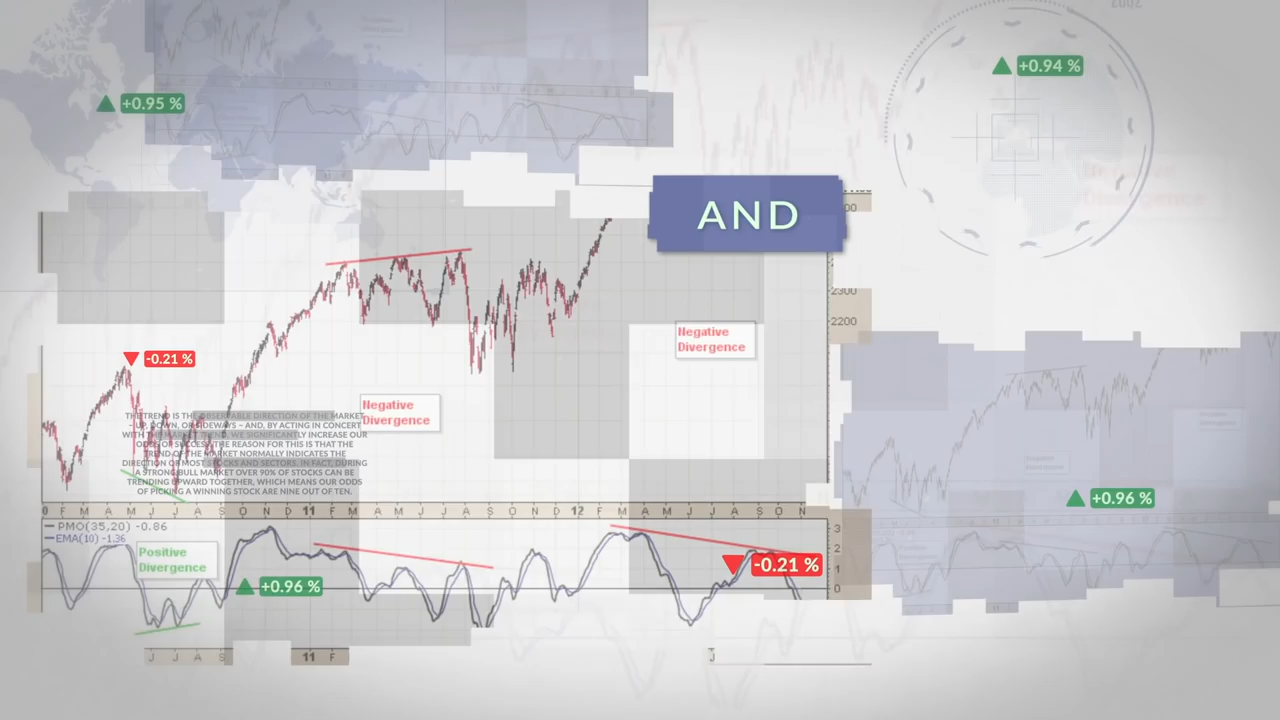 +0.94 %
+0.95 %
AND
2300
2200
Negative
Divergence
-0.21 %
Negative
Divergence
THE TREND IS THE OBSERVABLE DIRECTION OF THE MARKET
– UP, DOWN, OR SIDEWAYS – AND, BY ACTING IN CONCERT
WITH THE MARKET TREND, WE SIGNIFICANTLY INCREASE OUR
ODDS OF SUCCESS. THE REASON FOR THIS IS THAT THE
TREND OF THE MARKET NORMALLY INDICATES THE
DIRECTION OF MOST STOCKS AND SECTORS. IN FACT, DURING
A STRONG BULL MARKET OVER 90% OF STOCKS CAN BE
TRENDING UPWARD TOGETHER, WHICH MEANS OUR ODDS
OF PICKING A WINNING STOCK ARE NINE OUT OF TEN.
+0.96 %
0 F M A M J J A S O N D 11 F M A M J J A S O N D 12 F M A M J J A S O N
PMO(35,20) -0.86
EMA(10) -1.36
3
2
1
0
Positive
Divergence
-0.21 %
+0.96 %
J J A S 11 F J